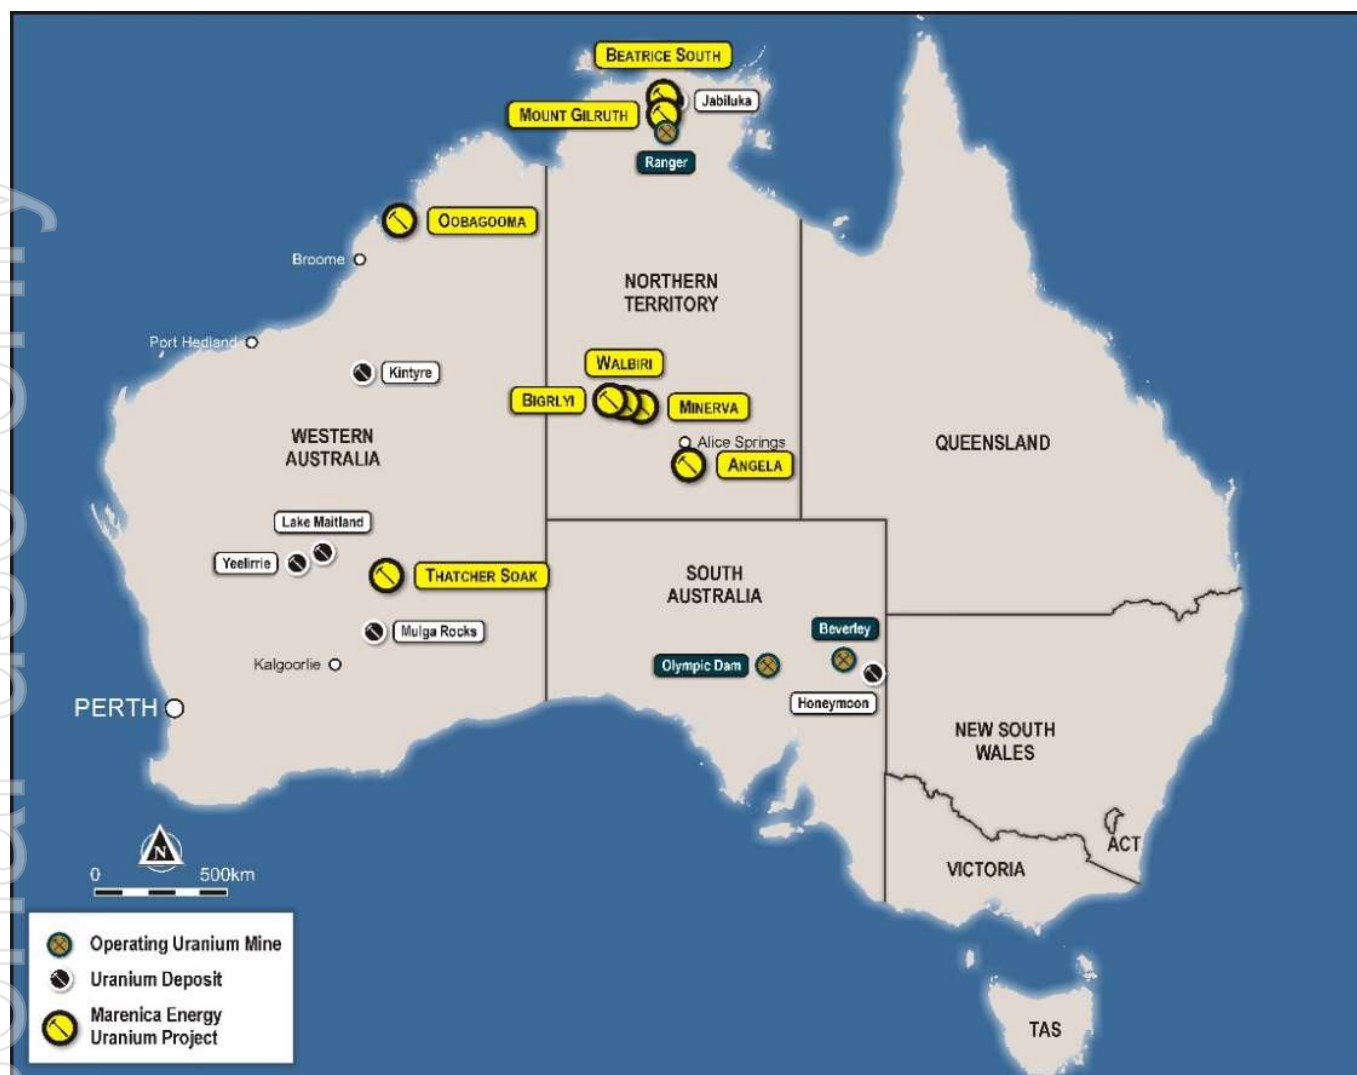 BEATRICE SOUTH
Jabiluka
MOUNT GILRUTH
Ranger
OOBAGOOMA
Broome
NORTHERN
TERRITORY
Port Hedland
WALBIRI
Kintyre
BIGRLYI
MINERVA
WESTERN
AUSTRALIA
Alice Springs
QUEENSLAND
ANGELA
Lake Maitland
Yeelirrie
THATCHER SOAK
SOUTH
AUSTRALIA
Mulga Rocks
Beverley
Kalgoorlie
Olympic Dam
Honeymoon
PERTH
NEW SOUTH
WALES
N
0 500km
ACT
VICTORIA
Operating Uranium Mine
Uranium Deposit
Marenica Energy
Uranium Project
TAS